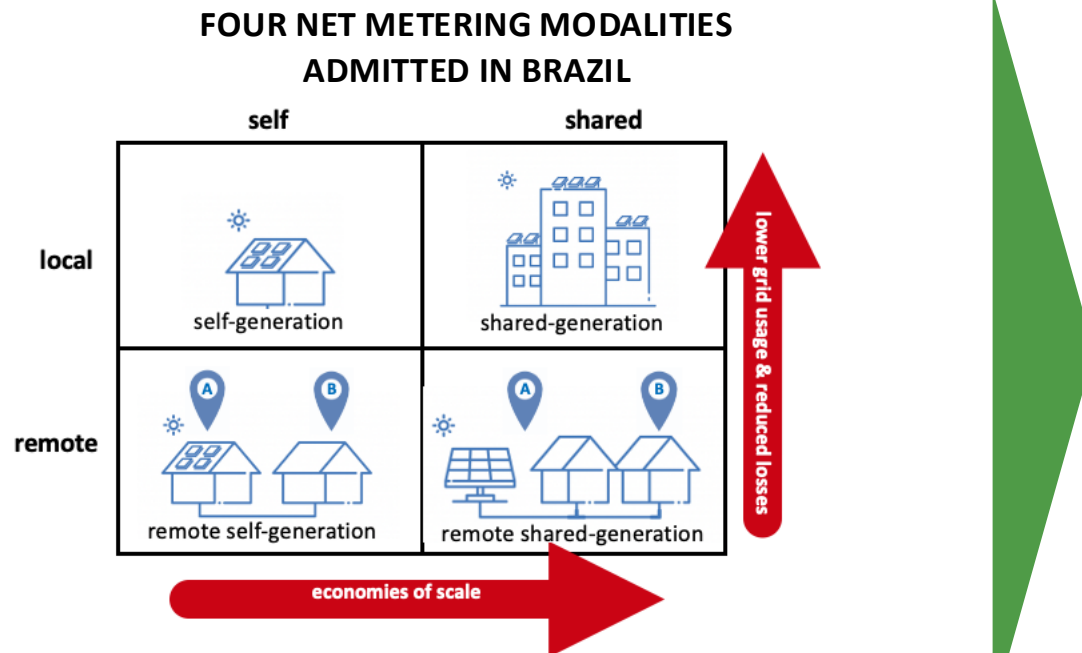 FOUR NET METERING MODALITIES
ADMITTED IN BRAZIL
self
shared
local
self-generation
shared-generation
lower grid usage & reduced losses
remote
A
B
A
B
remote self-generation
remote shared-generation
economies of scale